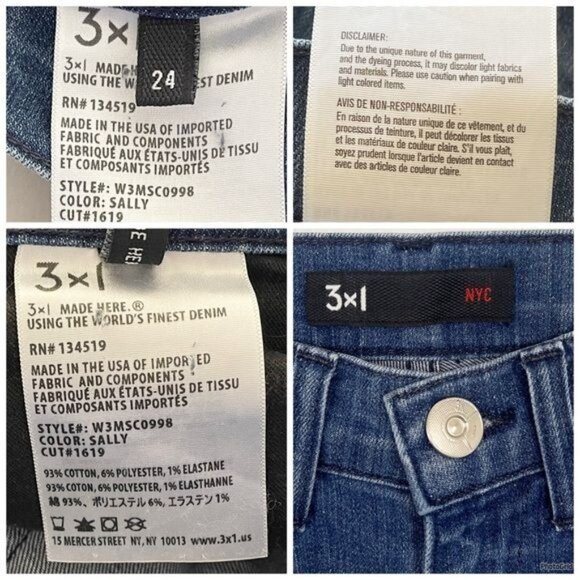 3×1
24
3×1 MADE H
USING THE W EST DENIM
RN# 134519
MADE IN THE USA OF IMPORTED
FABRIC AND COMPONENTS
FABRIQUÉ AUX ÉTATS-UNIS DE TISSU
ET COMPOSANTS IMPORTÉS
STYLE#: W3MSC0998
COLOR: SALLY
CUT#1619
DISCLAIMER:
Due to the unique nature of this garment,
and the dyeing process, it may discolor light fabrics
and materials. Please use caution when pairing with
light colored items.
AVIS DE NON-RESPONSABILITÉ :
En raison de la nature unique de ce vêtement, et du
processus de teinture, il peut décolorer les tissus
et les matériaux de couleur claire. S'il vous plaît,
soyez prudent lorsque l'article devient en contact
avec des articles de couleur claire.
E HE
3×1
3×1 MADE HERE.®
USING THE WORLD'S FINEST DENIM
RN# 134519
MADE IN THE USA OF IMPORTED
FABRIC AND COMPONENTS
FABRIQUÉ AUX ÉTATS-UNIS DE TISSU
ET COMPOSANTS IMPORTÉS
STYLE#: W3MSC0998
COLOR: SALLY
CUT#1619
93% COTTON, 6% POLYESTER, 1% ELASTANE
93% COTON, 6% POLYESTER, 1% ELASTHANNE
綿 93%、ポリエステル 6%, エラステン 1%
15 MERCER STREET NY, NY 10013 www.3x1.us
3×1 NYC
PhotoGrid